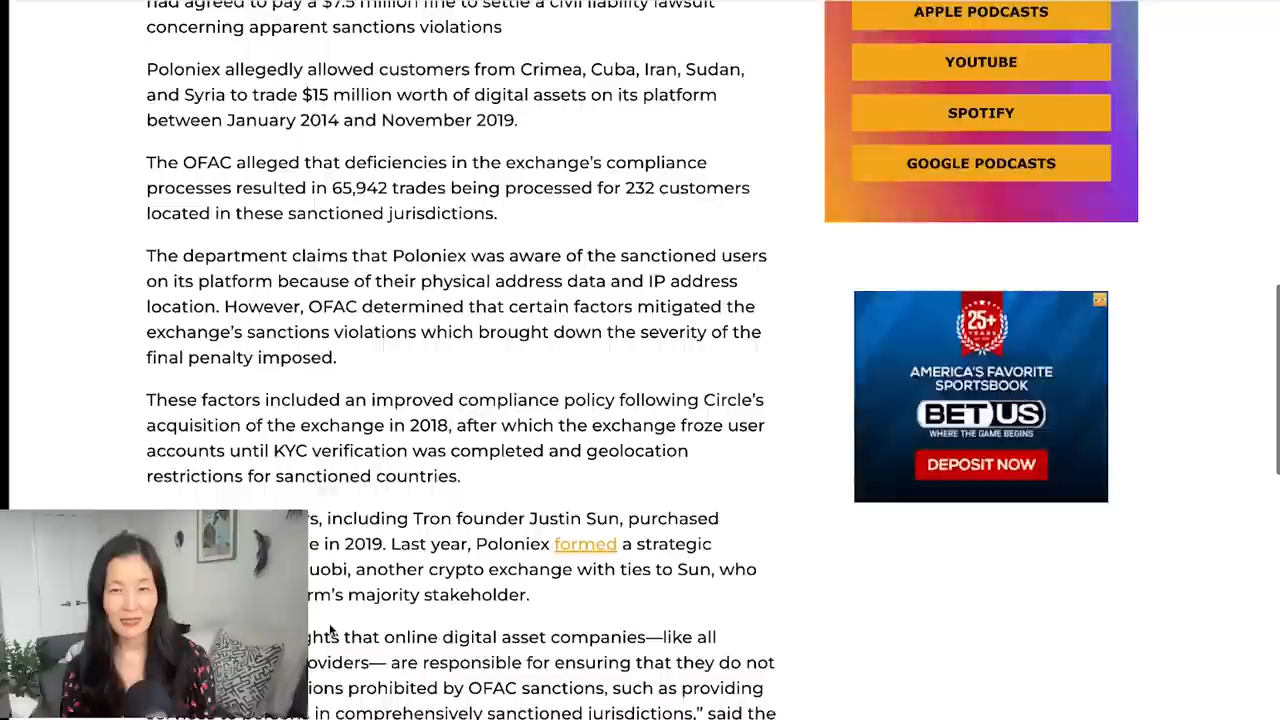 had agreed to pay a $7.5 million fine to settle a civil liability lawsuit
concerning apparent sanctions violations
Poloniex allegedly allowed customers from Crimea, Cuba, Iran, Sudan,
and Syria to trade $15 million worth of digital assets on its platform
between January 2014 and November 2019.
The OFAC alleged that deficiencies in the exchange's compliance
processes resulted in 65,942 trades being processed for 232 customers
located in these sanctioned jurisdictions.
The department claims that Poloniex was aware of the sanctioned users
on its platform because of their physical address data and IP address
location. However, OFAC determined that certain factors mitigated the
exchange's sanctions violations which brought down the severity of the
final penalty imposed.
These factors included an improved compliance policy following Circle's
acquisition of the exchange in 2018, after which the exchange froze user
accounts until KYC verification was completed and geolocation
restrictions for sanctioned countries.
including Tron founder Justin Sun, purchased
in 2019. Last year, Poloniex formed a strategic
another crypto exchange with ties to Sun, who
majority stakeholder.
that online digital asset companies—like all
are responsible for ensuring that they do not
prohibited by OFAC sanctions, such as providing
in comprehensively sanctioned jurisdictions," said the
APPLE PODCASTS
YOUTUBE
SPOTIFY
GOOGLE PODCASTS
25+
YEARS
AMERICA'S FAVORITE
SPORTSBOOK
BETUS
WHERE THE GAME BEGINS
DEPOSIT NOW